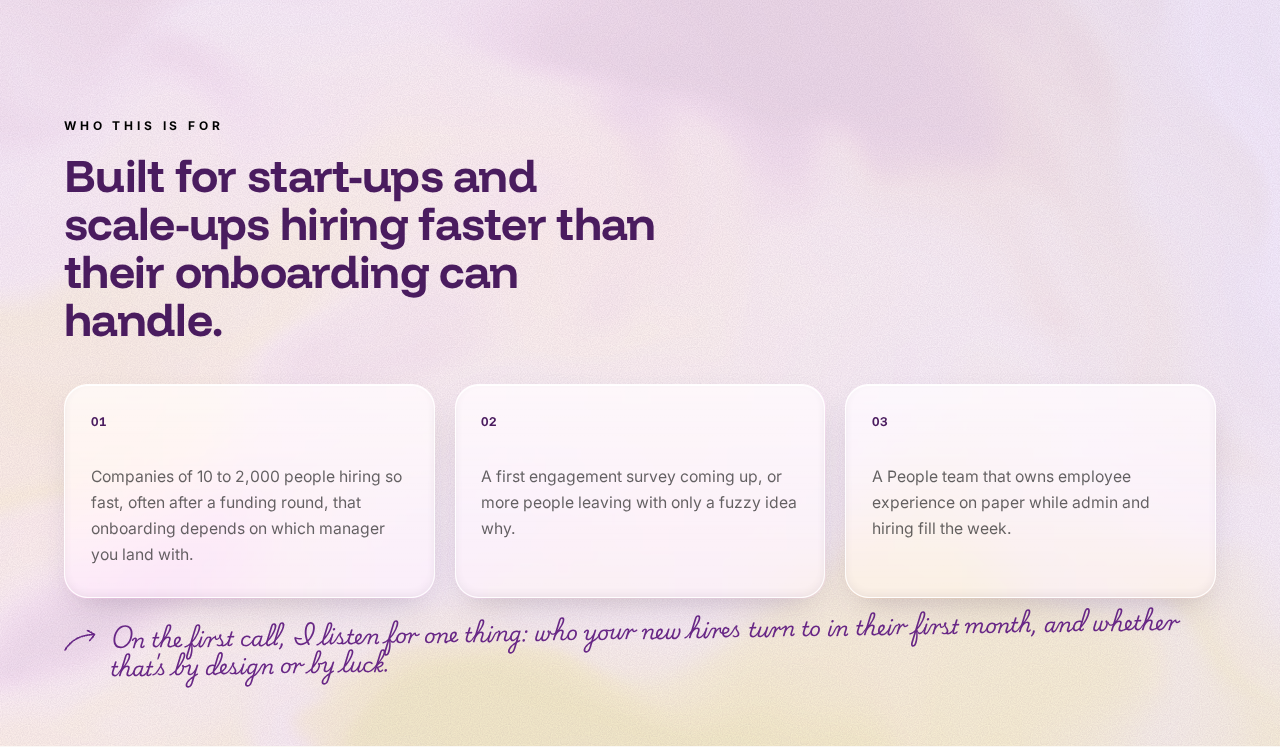 WHO THIS IS FOR
Built for start-ups and
scale-ups hiring faster than
their onboarding can
handle.
01
Companies of 10 to 2,000 people hiring so
fast, often after a funding round, that
onboarding depends on which manager
you land with.
02
A first engagement survey coming up, or
more people leaving with only a fuzzy idea
why.
03
A People team that owns employee
experience on paper while admin and
hiring fill the week.
On the first call, I listen for one thing: who your new hires turn to in their first month, and whether
that's by design or by luck.